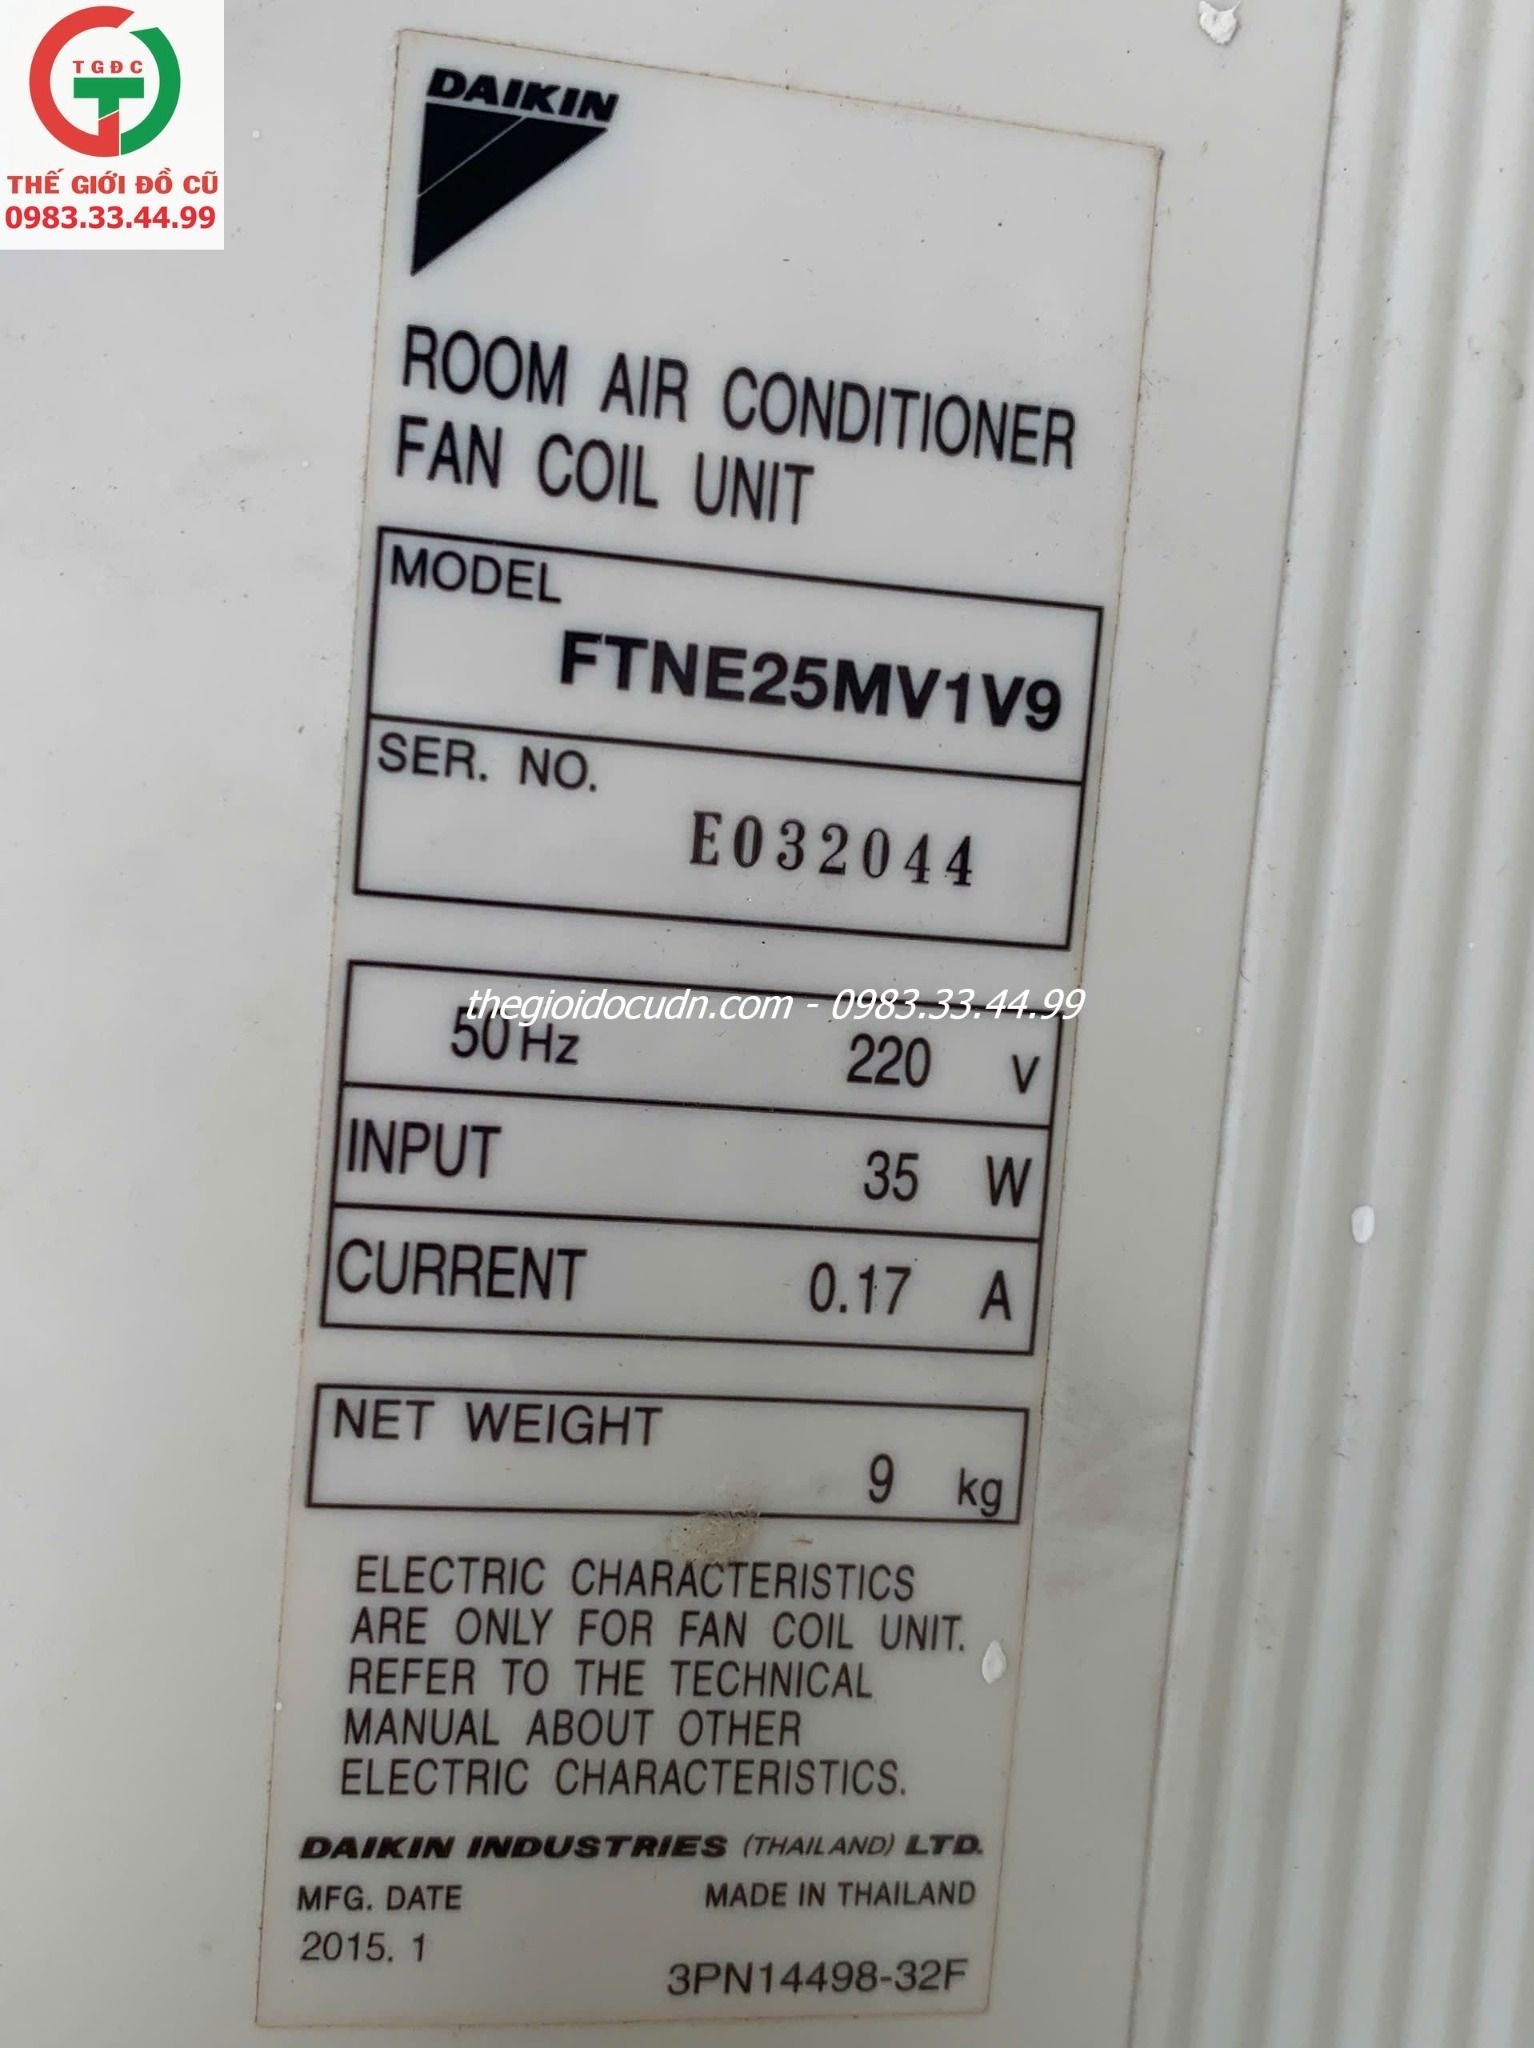 TGĐC
THẾ GIỚI ĐỒ CŨ
0983.33.44.99
DAIKIN
ROOM AIR CONDITIONER
FAN COIL UNIT
MODEL
FTNE25MV1V9
SER. NO.
E032044
thegioidocudn.com - 0983.33.44.99
50 Hz 220 V
INPUT 35 W
CURRENT 0.17 A
NET WEIGHT
9 kg
ELECTRIC CHARACTERISTICS
ARE ONLY FOR FAN COIL UNIT.
REFER TO THE TECHNICAL
MANUAL ABOUT OTHER
ELECTRIC CHARACTERISTICS.
DAIKIN INDUSTRIES (THAILAND) LTD.
MFG. DATE MADE IN THAILAND
2015. 1
3PN14498-32F